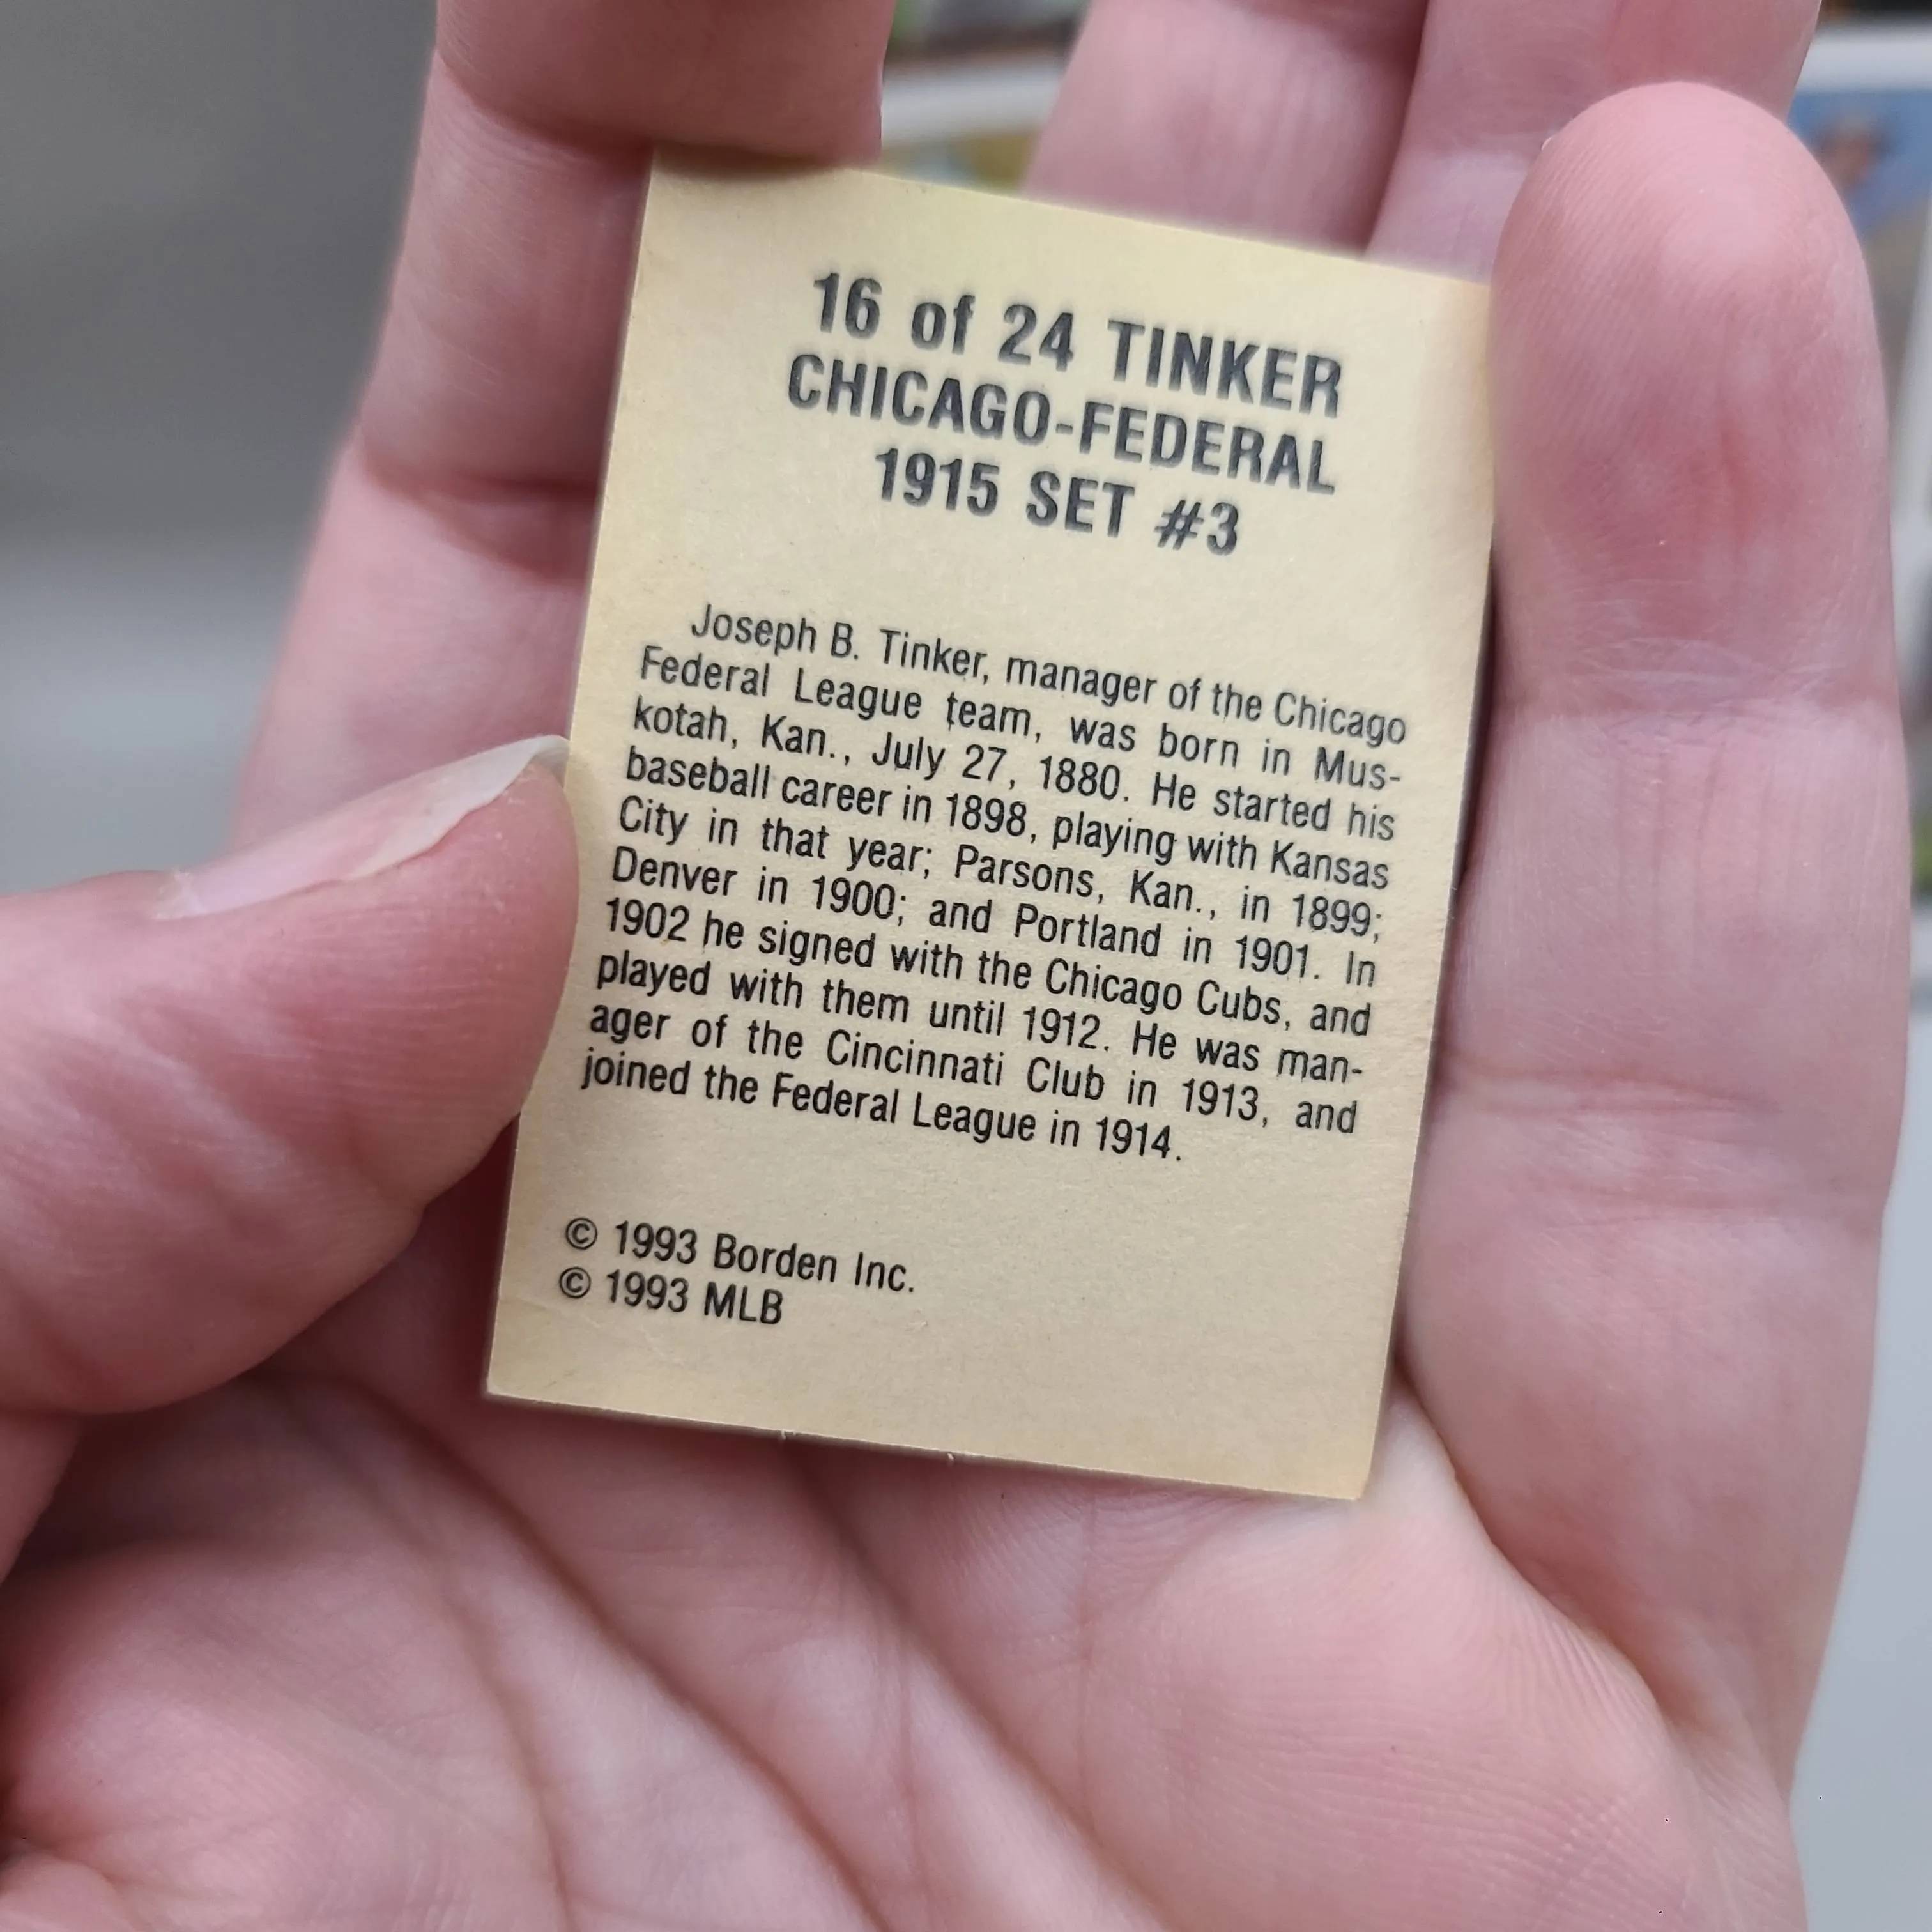 16 of 24 TINKER
CHICAGO-FEDERAL
1915 SET #3
Joseph B. Tinker, manager of the Chicago
Federal League team, was born in Mus-
kotah, Kan., July 27, 1880. He started his
baseball career in 1898, playing with Kansas
City in that year; Parsons, Kan., in 1899;
Denver in 1900; and Portland in 1901. In
1902 he signed with the Chicago Cubs, and
played with them until 1912. He was man-
ager of the Cincinnati Club in 1913, and
joined the Federal League in 1914.
© 1993 Borden Inc.
© 1993 MLB